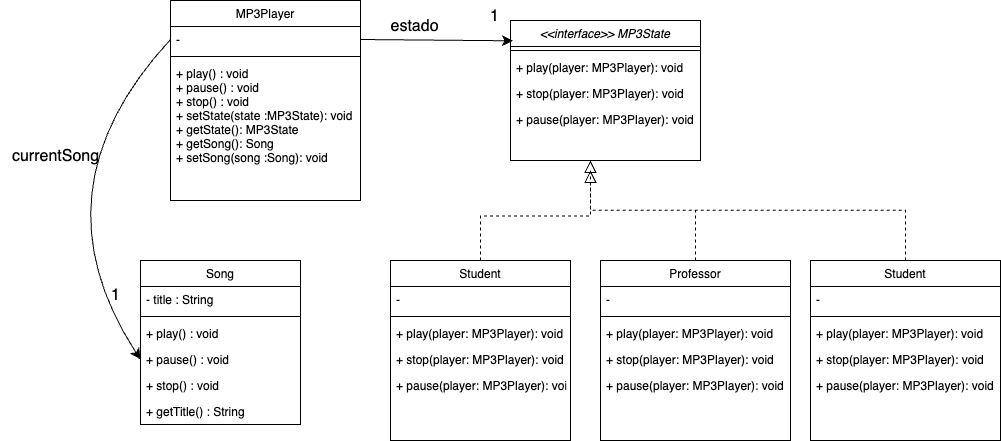 MP3Player
-
+ play() : void
+ pause() : void
+ stop() : void
+ setState(state :MP3State): void
+ getState(): MP3State
+ getSong(): Song
+ setSong(song :Song): void
estado
1
<<interface>> MP3State
+ play(player: MP3Player): void
+ stop(player: MP3Player): void
+ pause(player: MP3Player): void
currentSong
1
Song
- title : String
+ play() : void
+ pause() : void
+ stop() : void
+ getTitle() : String
Student
-
+ play(player: MP3Player): void
+ stop(player: MP3Player): void
+ pause(player: MP3Player): voi
Professor
-
+ play(player: MP3Player): void
+ stop(player: MP3Player): void
+ pause(player: MP3Player): void
Student
-
+ play(player: MP3Player): void
+ stop(player: MP3Player): void
+ pause(player: MP3Player): void